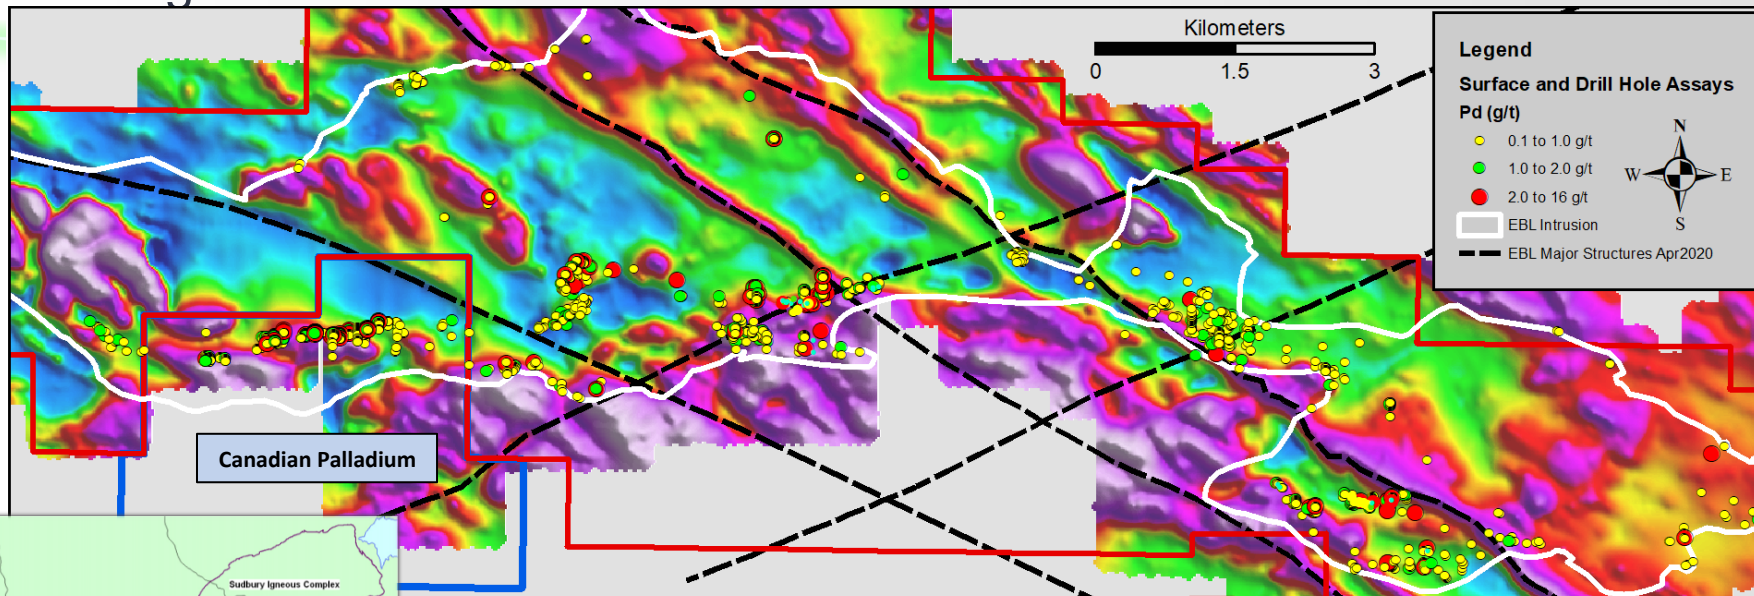 Kilometers
0 1.5 3
Legend
Surface and Drill Hole Assays
Pd (g/t)
0.1 to 1.0 g/t
1.0 to 2.0 g/t
2.0 to 16 g/t
EBL Intrusion
EBL Major Structures Apr2020
N
W E
S
Canadian Palladium
Sudbury Igneous Complex